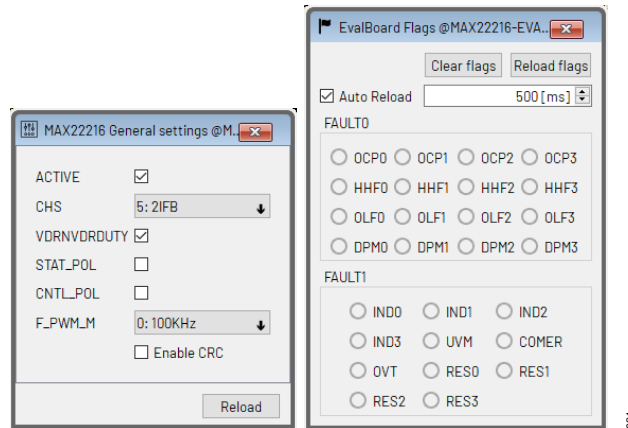 MAX22216 General settings @M..
ACTIVE
CHS 5: 2IFB
VDRNVDRDUTY
STAT_POL
CNTL_POL
F_PWM_M 0: 100KHz
Enable CRC
Reload
EvalBoard Flags @MAX22216-EVA..
Clear flags Reload flags
Auto Reload 500 [ms]
FAULT0
OCP0 OCP1 OCP2 OCP3
HHF0 HHF1 HHF2 HHF3
OLF0 OLF1 OLF2 OLF3
DPM0 DPM1 DPM2 DPM3
FAULT1
IND0 IND1 IND2
IND3 UVM COMER
OVT RES0 RES1
RES2 RES3